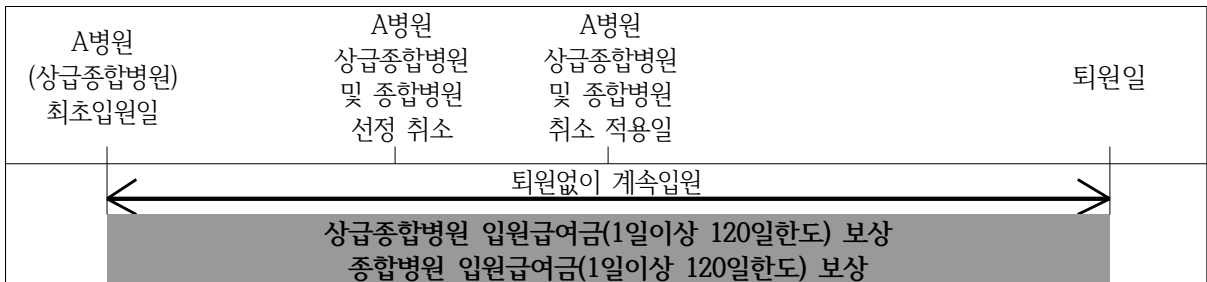 A병원
(상급종합병원)
최초입원일
A병원
상급종합병원
및 종합병원
선정 취소
A병원
상급종합병원
및 종합병원
취소 적용일
퇴원일
퇴원없이 계속입원
상급종합병원 입원급여금(1일이상 120일한도) 보상
종합병원 입원급여금(1일이상 120일한도) 보상